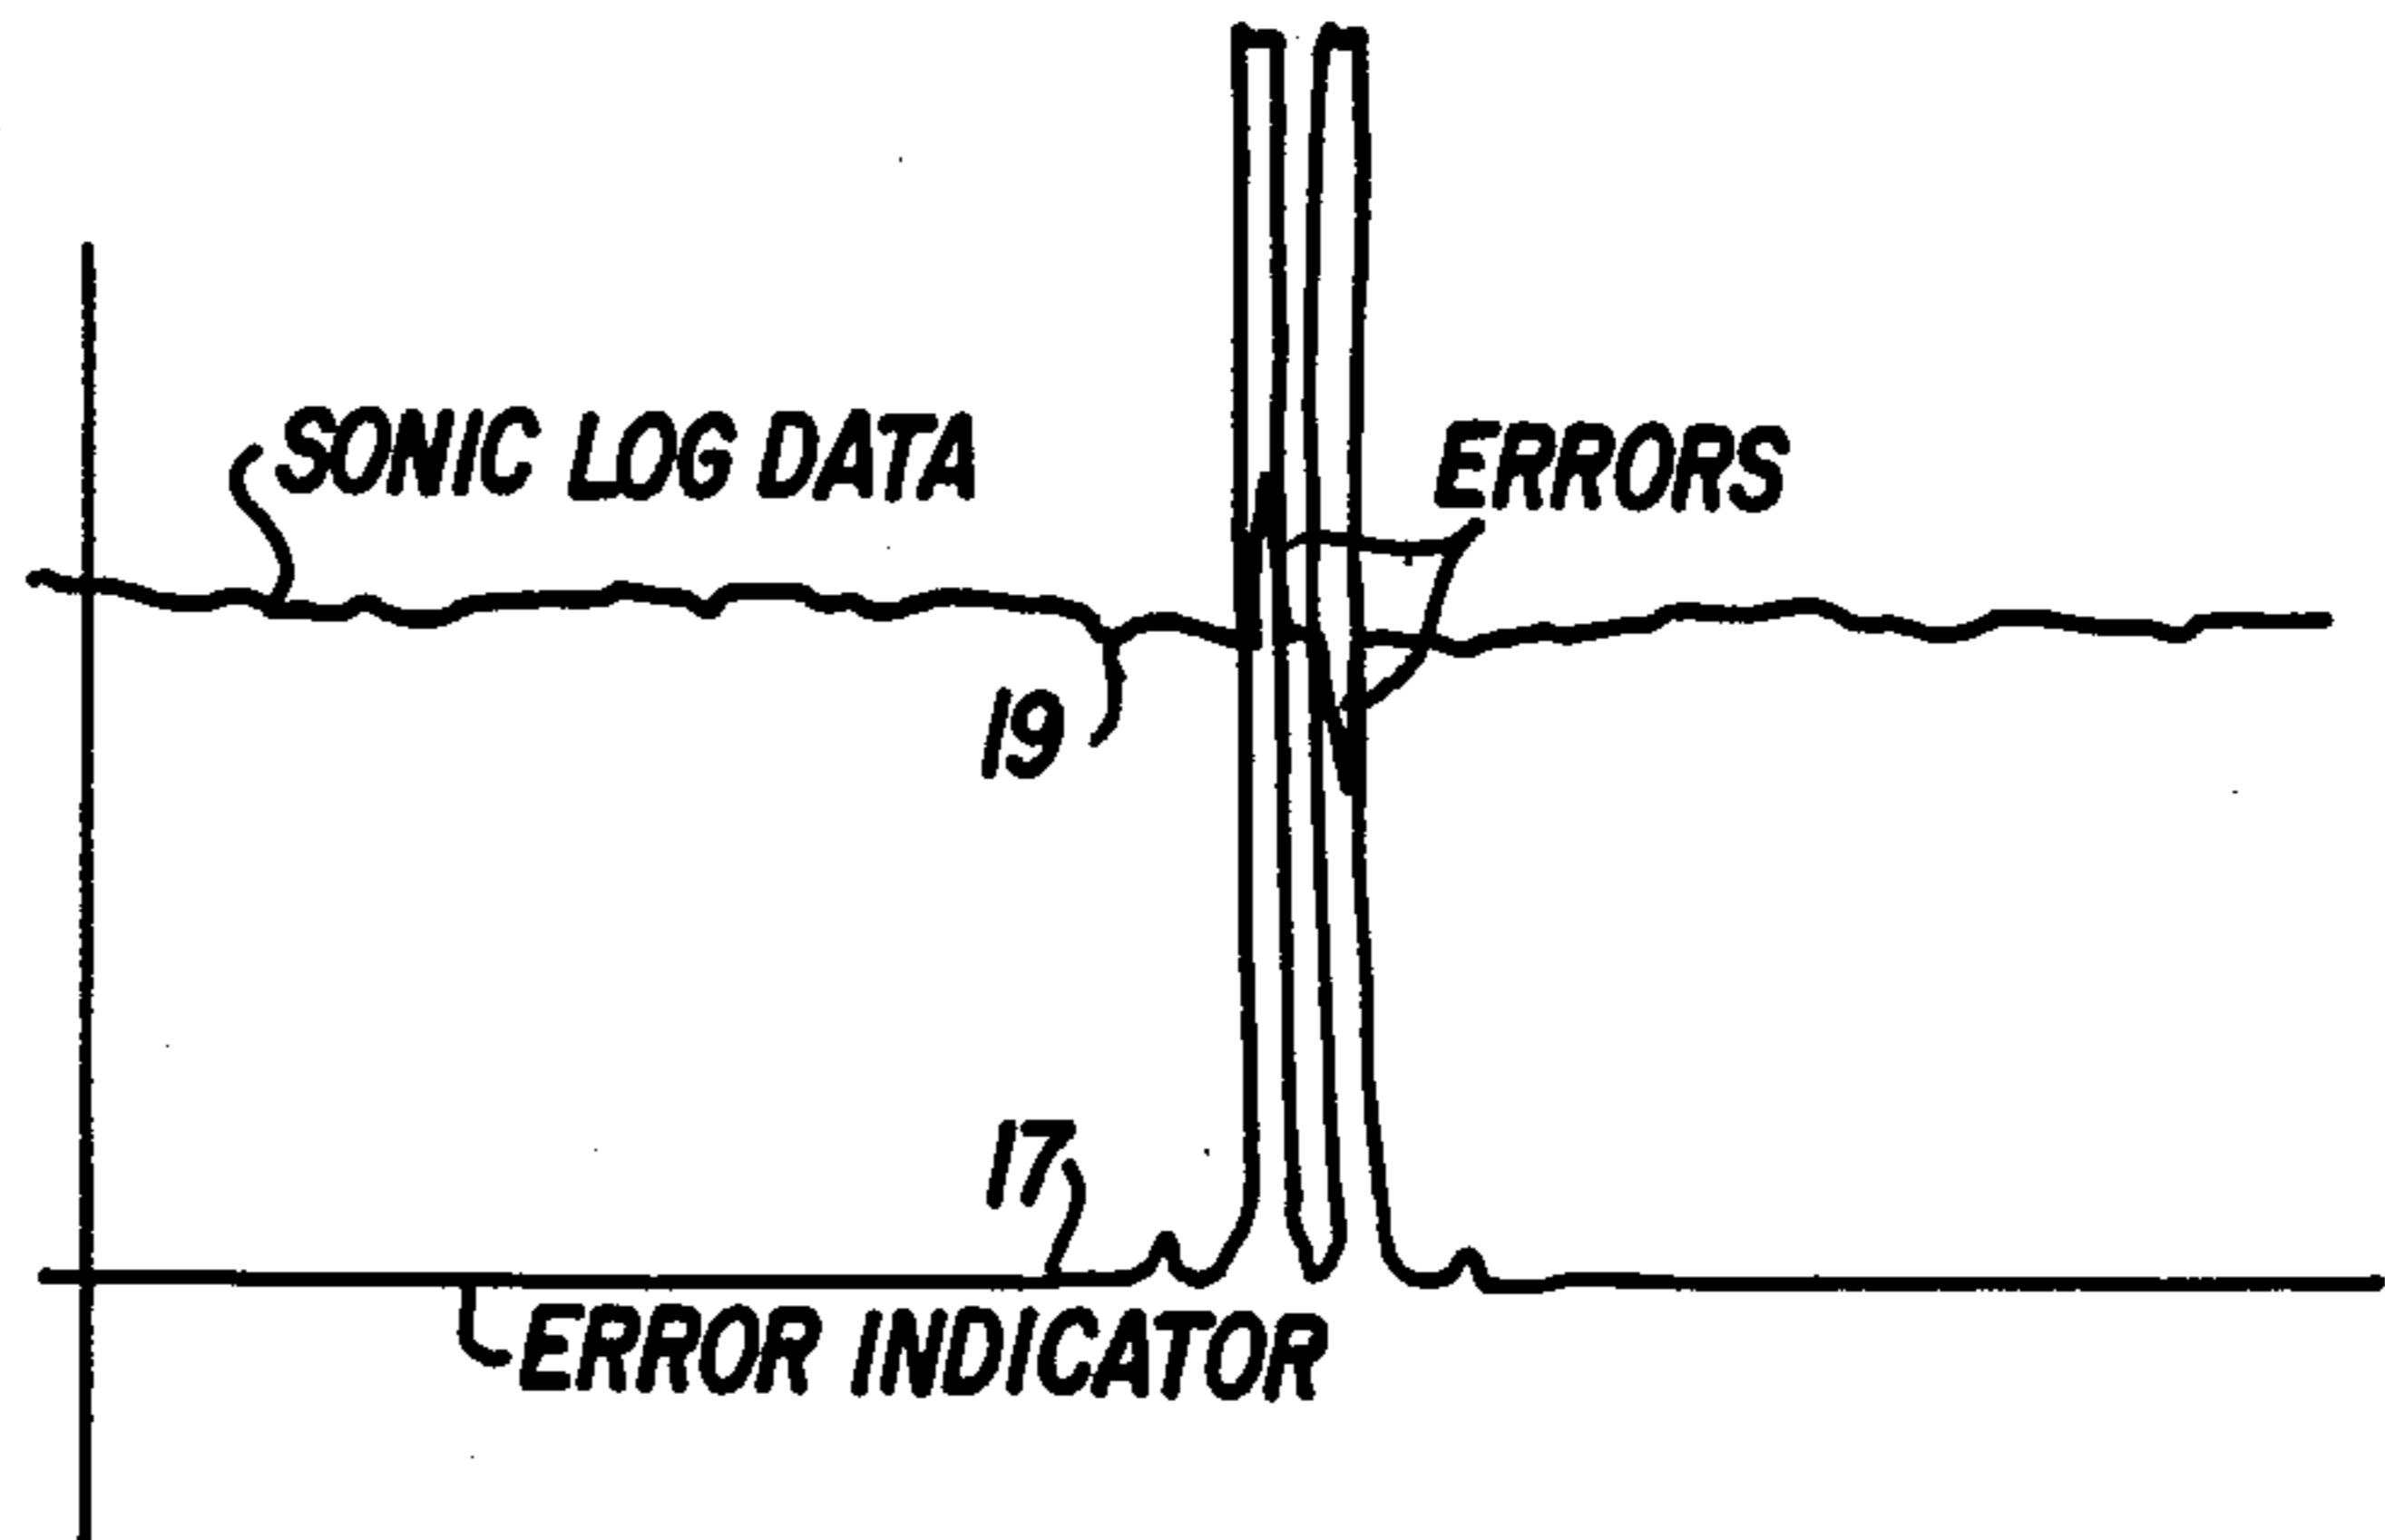 SONIC LOG DATA
ERRORS
19
17
ERROR INDICATOR